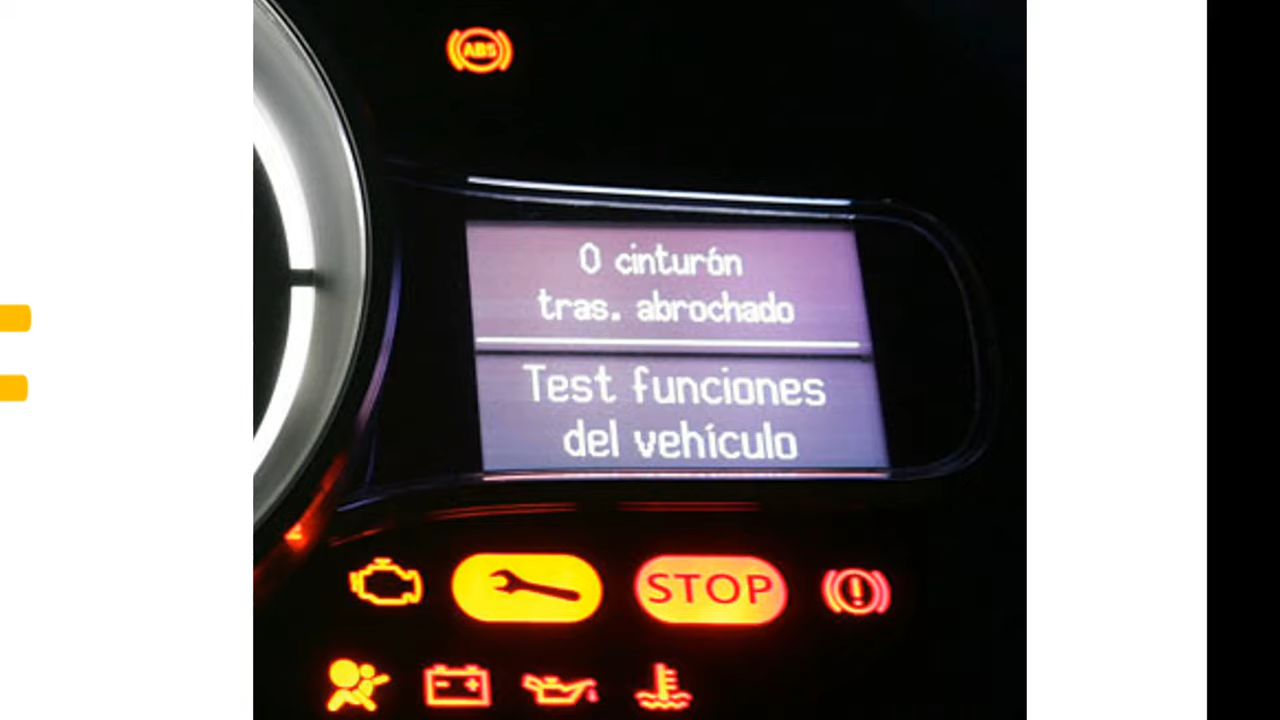 ABS
0 cinturón
tras. abrochado
Test funciones
del vehículo
STOP